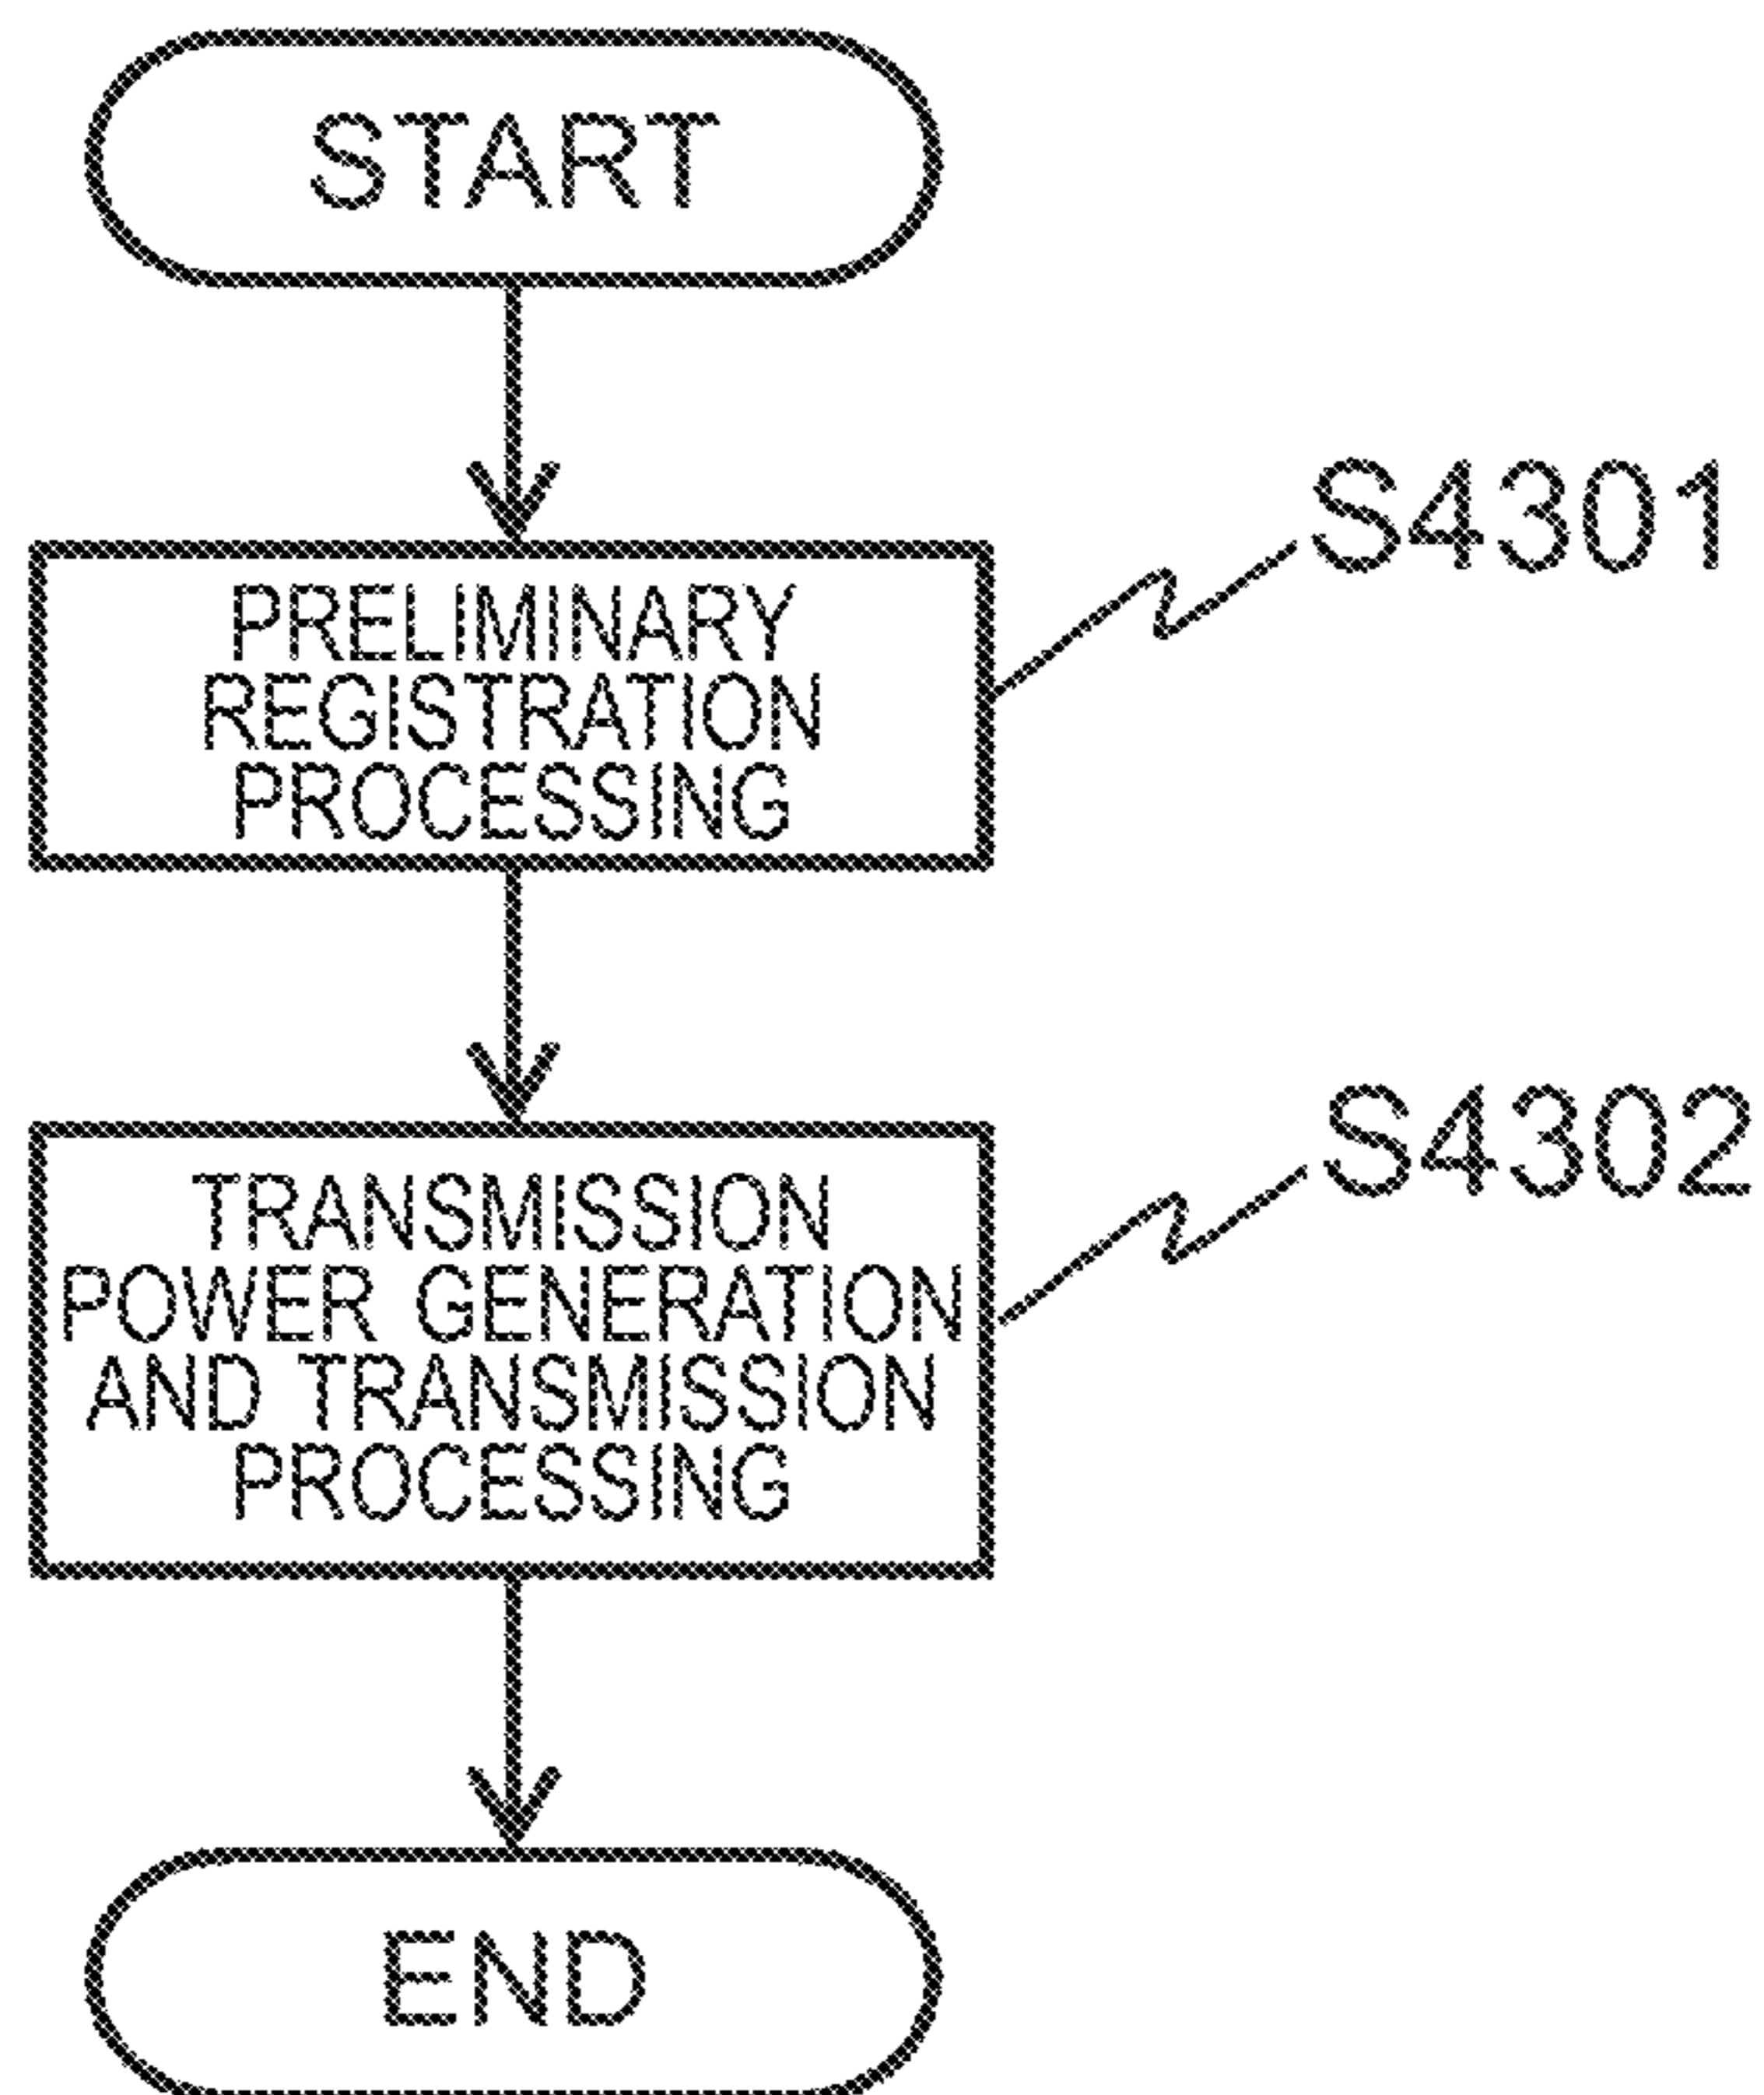 START
S4301
PRELIMINARY
REGISTRATION
PROCESSING
S4302
TRANSMISSION
POWER GENERATION
AND TRANSMISSION
PROCESSING
END